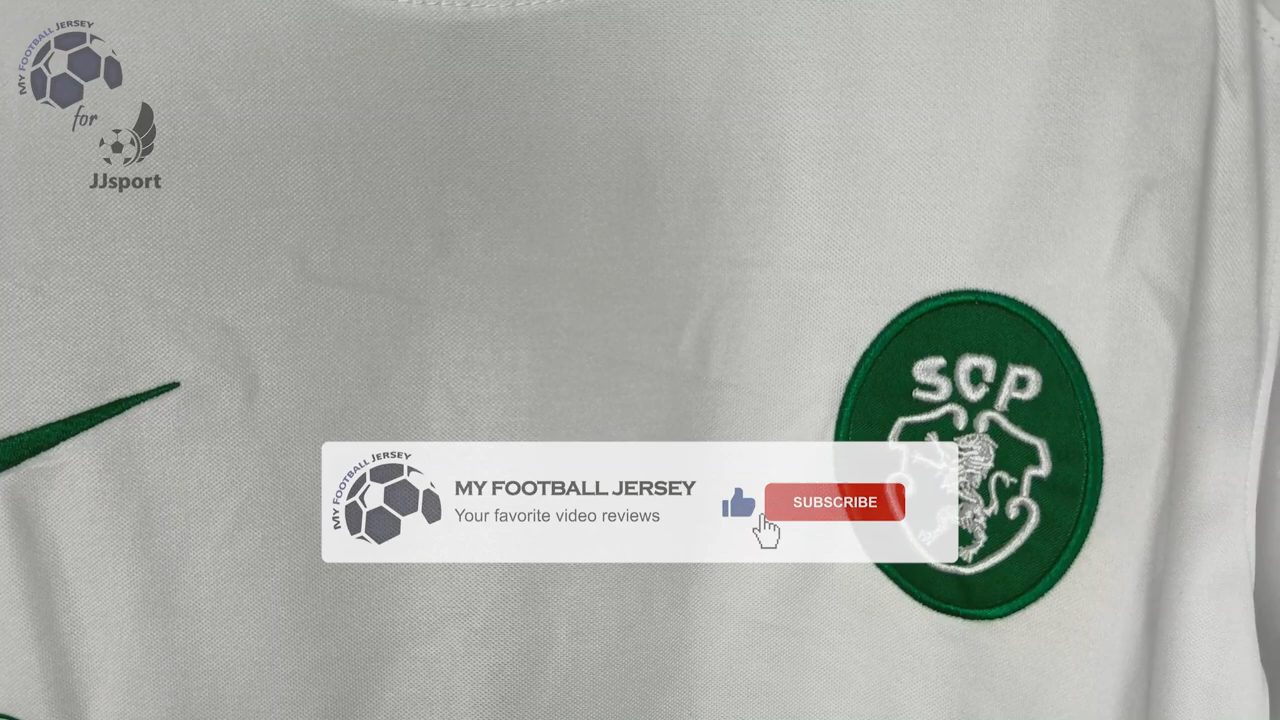 MY FOOTBALL JERSEY
for
JJsport
SCP
MY FOOTBALL JERSEY
MY FOOTBALL JERSEY
Your favorite video reviews
SUBSCRIBE